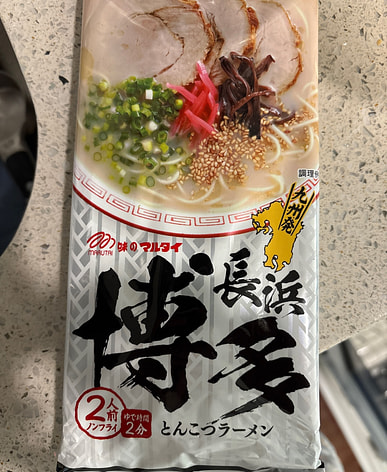 調理例
九州発
MARUTAI
味のマルタイ
長浜
博多
2人前
ノンフライ
ゆで時間
2分
とんこつラーメン